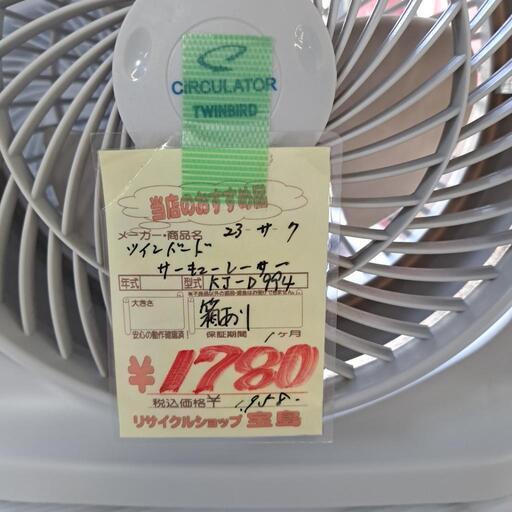 CIRCULATOR
TWINBIRD
当店のおすすめ品
メーカー・商品名 23-サ-7
ツインバード
サーキュレーター
年式 型式 KJ-D994
大きさ 箱あり
安心の動作確認済 保証期間 1ヶ月
¥1780
税込価格¥ 1,958-
リサイクルショップ 宝島